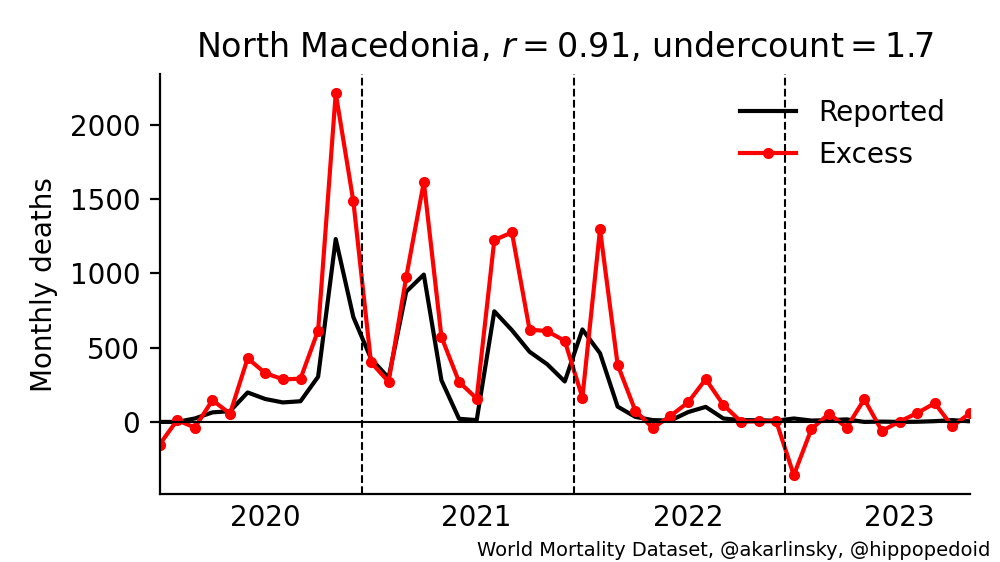 North Macedonia, r = 0.91, undercount = 1.7
Reported
Excess
Monthly deaths
2000
1500
1000
500
0
2020 2021 2022 2023
World Mortality Dataset, @akarlinsky, @hippopedoid